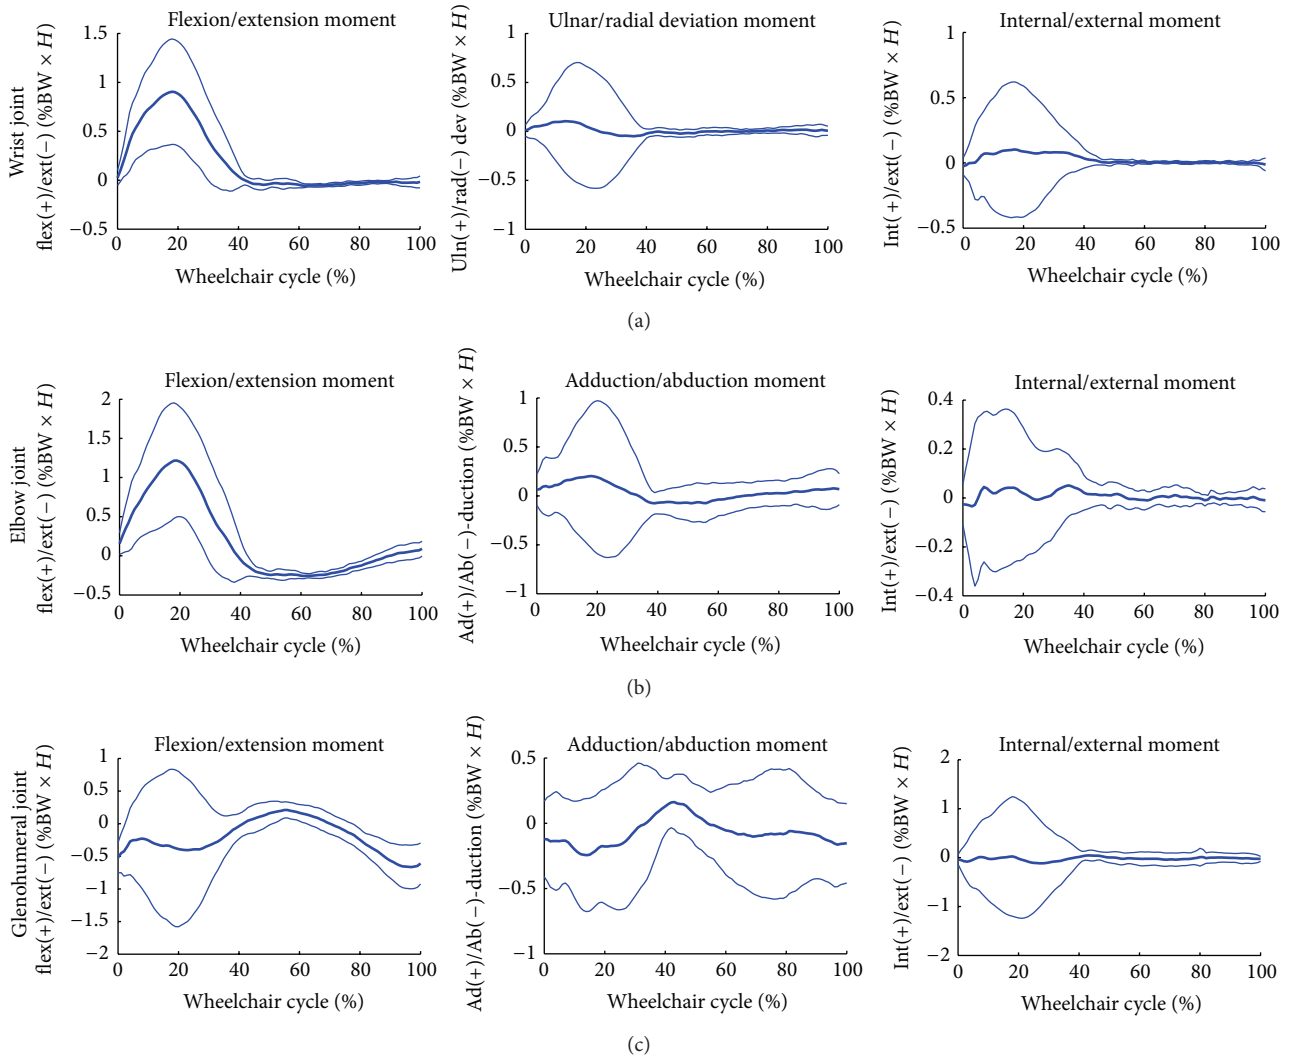 Flexion/extension moment
Wrist joint
flex(+)/ext(−) (%BW × H)
1.5
1
0.5
0
−0.5
0 20 40 60 80 100
Wheelchair cycle (%)
Ulnar/radial deviation moment
Uln(+)/rad(−) dev (%BW × H)
1
0.5
0
−0.5
−1
0 20 40 60 80 100
Wheelchair cycle (%)
Internal/external moment
Int(+)/ext(−) (%BW × H)
1
0.5
0
−0.5
0 20 40 60 80 100
Wheelchair cycle (%)
(a)
Flexion/extension moment
Elbow joint
flex(+)/ext(−) (%BW × H)
2
1.5
1
0.5
0
−0.5
0 20 40 60 80 100
Wheelchair cycle (%)
Adduction/abduction moment
Ad(+)/Ab(−)-duction (%BW × H)
1
0.5
0
−0.5
−1
0 20 40 60 80 100
Wheelchair cycle (%)
Internal/external moment
Int(+)/ext(−) (%BW × H)
0.4
0.2
0
−0.2
−0.4
0 20 40 60 80 100
Wheelchair cycle (%)
(b)
Flexion/extension moment
Glenohumeral joint
flex(+)/ext(−) (%BW × H)
1
0.5
0
−0.5
−1
−1.5
−2
0 20 40 60 80 100
Wheelchair cycle (%)
Adduction/abduction moment
Ad(+)/Ab(−)-duction (%BW × H)
0.5
0
−0.5
−1
0 20 40 60 80 100
Wheelchair cycle (%)
Internal/external moment
Int(+)/ext(−) (%BW × H)
2
1
0
−1
−2
0 20 40 60 80 100
Wheelchair cycle (%)
(c)